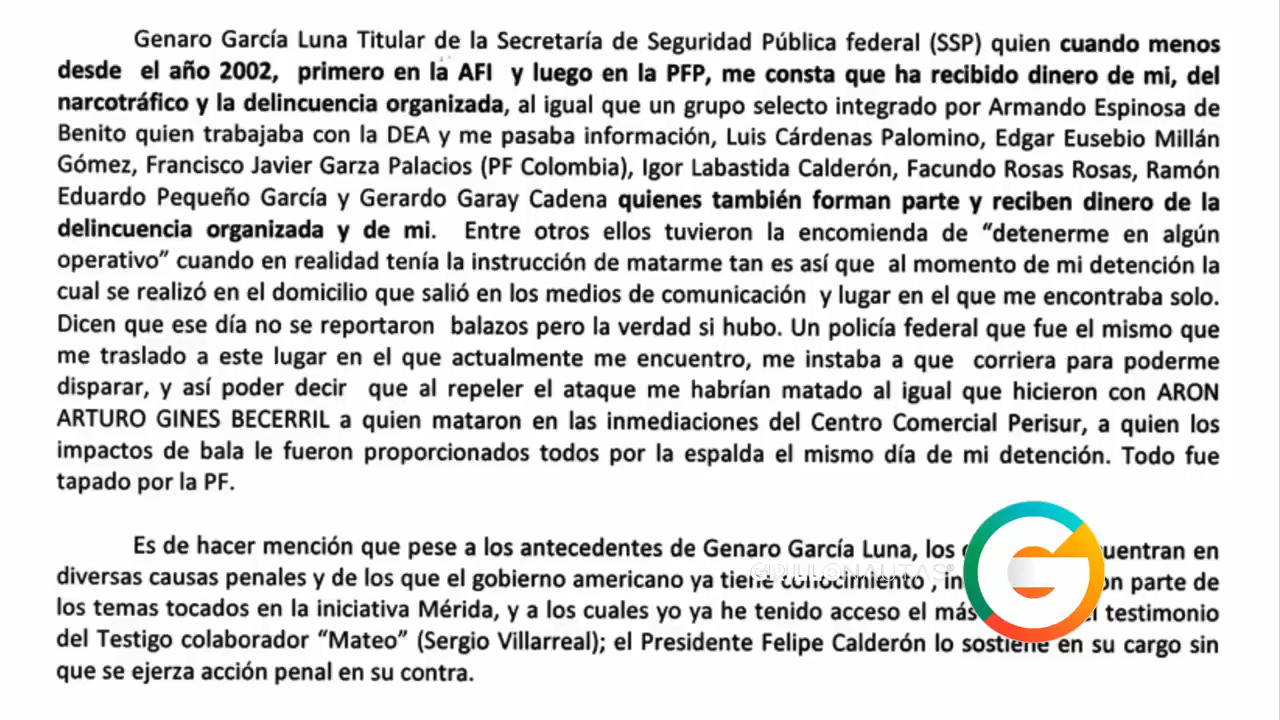 Genaro García Luna Titular de la Secretaría de Seguridad Pública federal (SSP) quien cuando menos
desde el año 2002, primero en la AFI y luego en la PFP, me consta que ha recibido dinero de mi, del
narcotráfico y la delincuencia organizada, al igual que un grupo selecto integrado por Armando Espinosa de
Benito quien trabajaba con la DEA y me pasaba información, Luis Cárdenas Palomino, Edgar Eusebio Millán
Gómez, Francisco Javier Garza Palacios (PF Colombia), Igor Labastida Calderón, Facundo Rosas Rosas, Ramón
Eduardo Pequeño García y Gerardo Garay Cadena quienes también forman parte y reciben dinero de la
delincuencia organizada y de mi. Entre otros ellos tuvieron la encomienda de “detenerme en algún
operativo” cuando en realidad tenía la instrucción de matarme tan es así que al momento de mi detención la
cual se realizó en el domicilio que salió en los medios de comunicación y lugar en el que me encontraba solo.
Dicen que ese día no se reportaron balazos pero la verdad si hubo. Un policía federal que fue el mismo que
me traslado a este lugar en el que actualmente me encuentro, me instaba a que corriera para poderme
disparar, y así poder decir que al repeler el ataque me habrían matado al igual que hicieron con ARON
ARTURO GINES BECERRIL a quien mataron en las inmediaciones del Centro Comercial Perisur, a quien los
impactos de bala le fueron proporcionados todos por la espalda el mismo día de mi detención. Todo fue
tapado por la PF.
Es de hacer mención que pese a los antecedentes de Genaro García Luna, los uentran en
diversas causas penales y de los que el gobierno americano ya tiene conocimiento , in on parte de
los temas tocados en la iniciativa Mérida, y a los cuales yo ya he tenido acceso el más testimonio
del Testigo colaborador “Mateo” (Sergio Villarreal); el Presidente Felipe Calderón lo sostiene en su cargo sin
que se ejerza acción penal en su contra.
GRILLONAUTAS
G